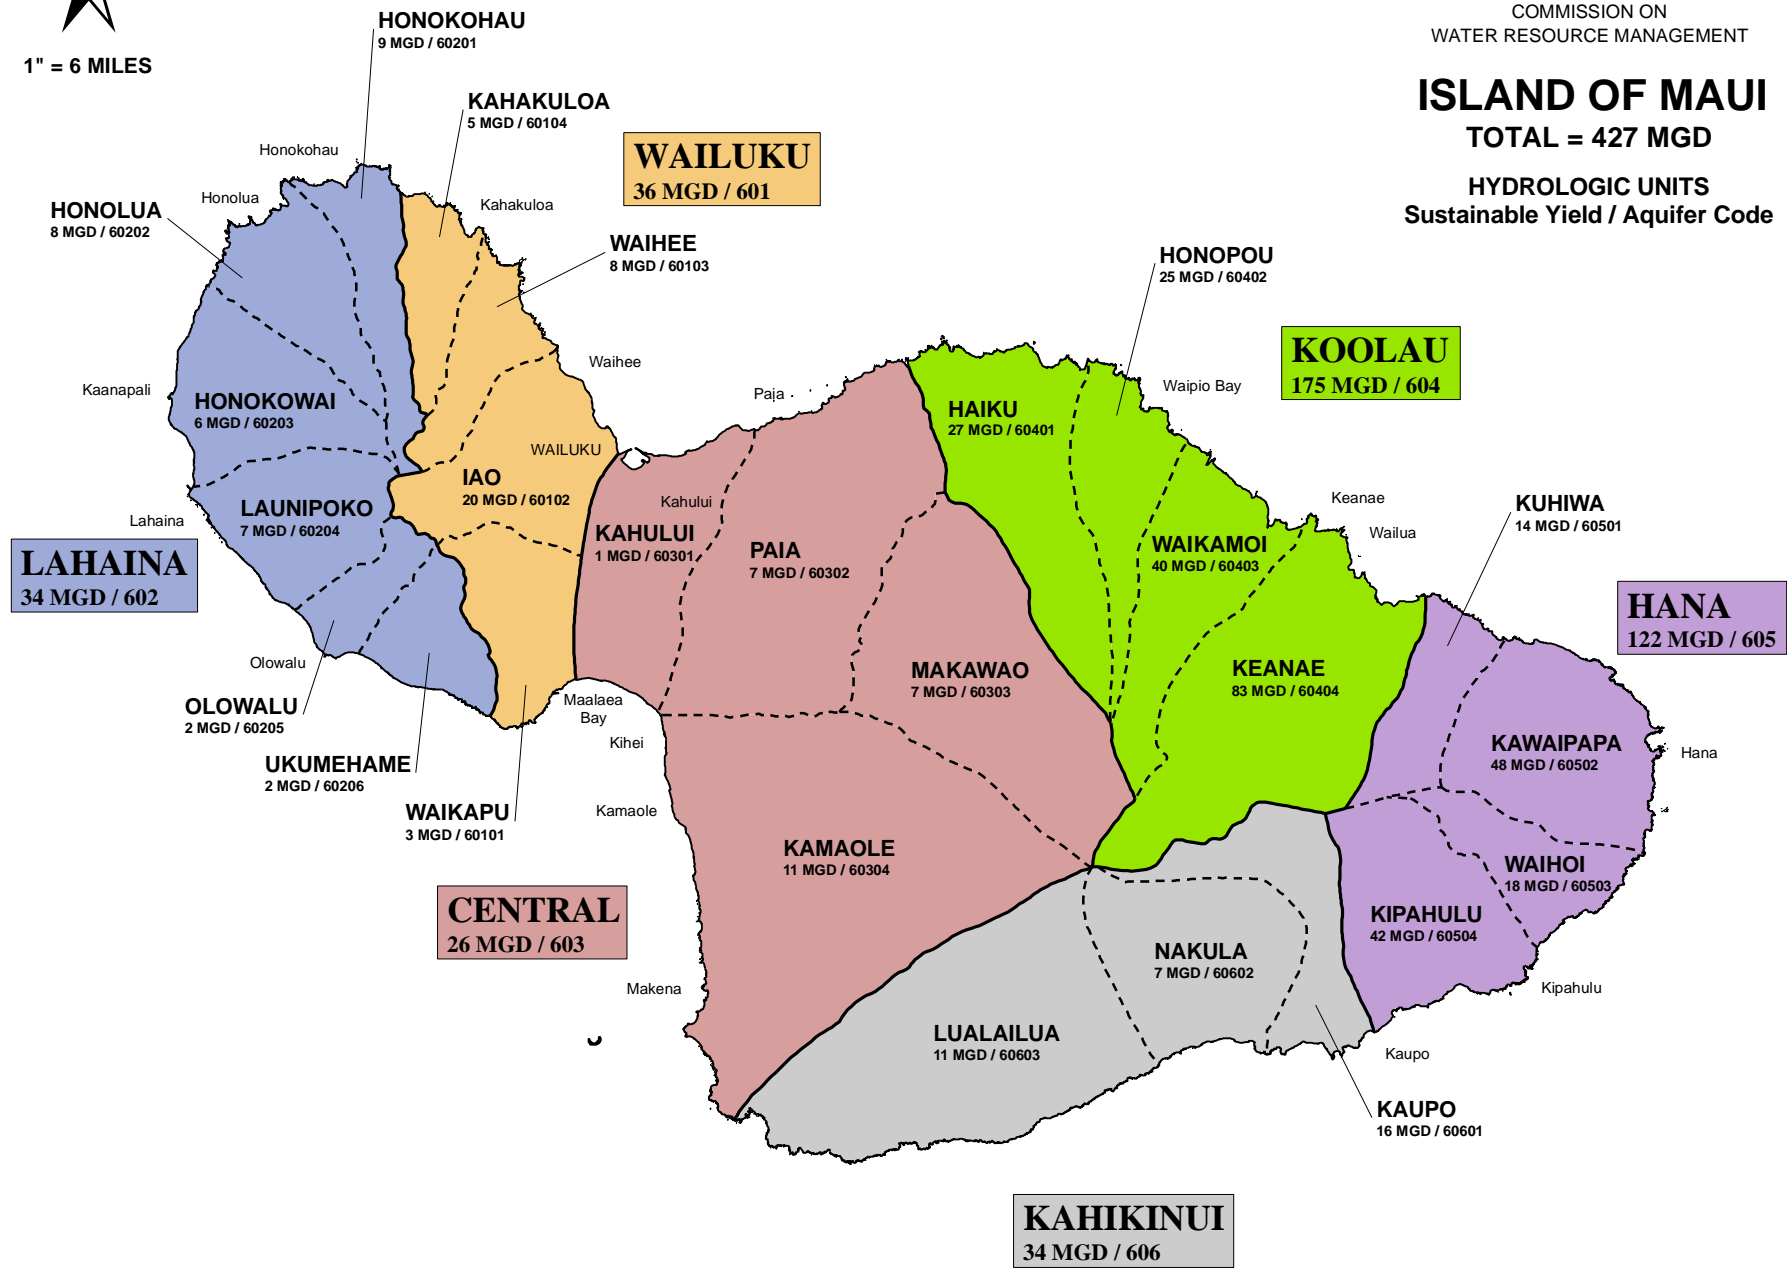 COMMISSION ON
WATER RESOURCE MANAGEMENT
ISLAND OF MAUI
TOTAL = 427 MGD
HYDROLOGIC UNITS
Sustainable Yield / Aquifer Code
1" = 6 MILES
HONOKOHAU
9 MGD / 60201
KAHAKULOA
5 MGD / 60104
WAILUKU
36 MGD / 601
Honokohau
Honolua
Kahakuloa
HONOLUA
8 MGD / 60202
WAIHEE
8 MGD / 60103
HONOPOU
25 MGD / 60402
KOOLAU
175 MGD / 604
Waihee
Kaanapali
Paia
Waipio Bay
HONOKOWAI
6 MGD / 60203
HAIKU
27 MGD / 60401
WAILUKU
IAO
20 MGD / 60102
Kahului
Keanae
KUHIWA
14 MGD / 60501
LAUNIPOKO
7 MGD / 60204
Lahaina
KAHULUI
1 MGD / 60301
PAIA
7 MGD / 60302
WAIKAMOI
40 MGD / 60403
Wailua
LAHAINA
34 MGD / 602
HANA
122 MGD / 605
Olowalu
MAKAWAO
7 MGD / 60303
KEANAE
83 MGD / 60404
OLOWALU
2 MGD / 60205
Maalaea
Bay
Kihei
KAWAIPAPA
48 MGD / 60502
Hana
UKUMEHAME
2 MGD / 60206
WAIKAPU
3 MGD / 60101
Kamaole
KAMAOLE
11 MGD / 60304
WAIHOI
18 MGD / 60503
CENTRAL
26 MGD / 603
KIPAHULU
42 MGD / 60504
NAKULA
7 MGD / 60602
Makena
Kipahulu
LUALAILUA
11 MGD / 60603
Kaupo
KAUPO
16 MGD / 60601
KAHIKINUI
34 MGD / 606